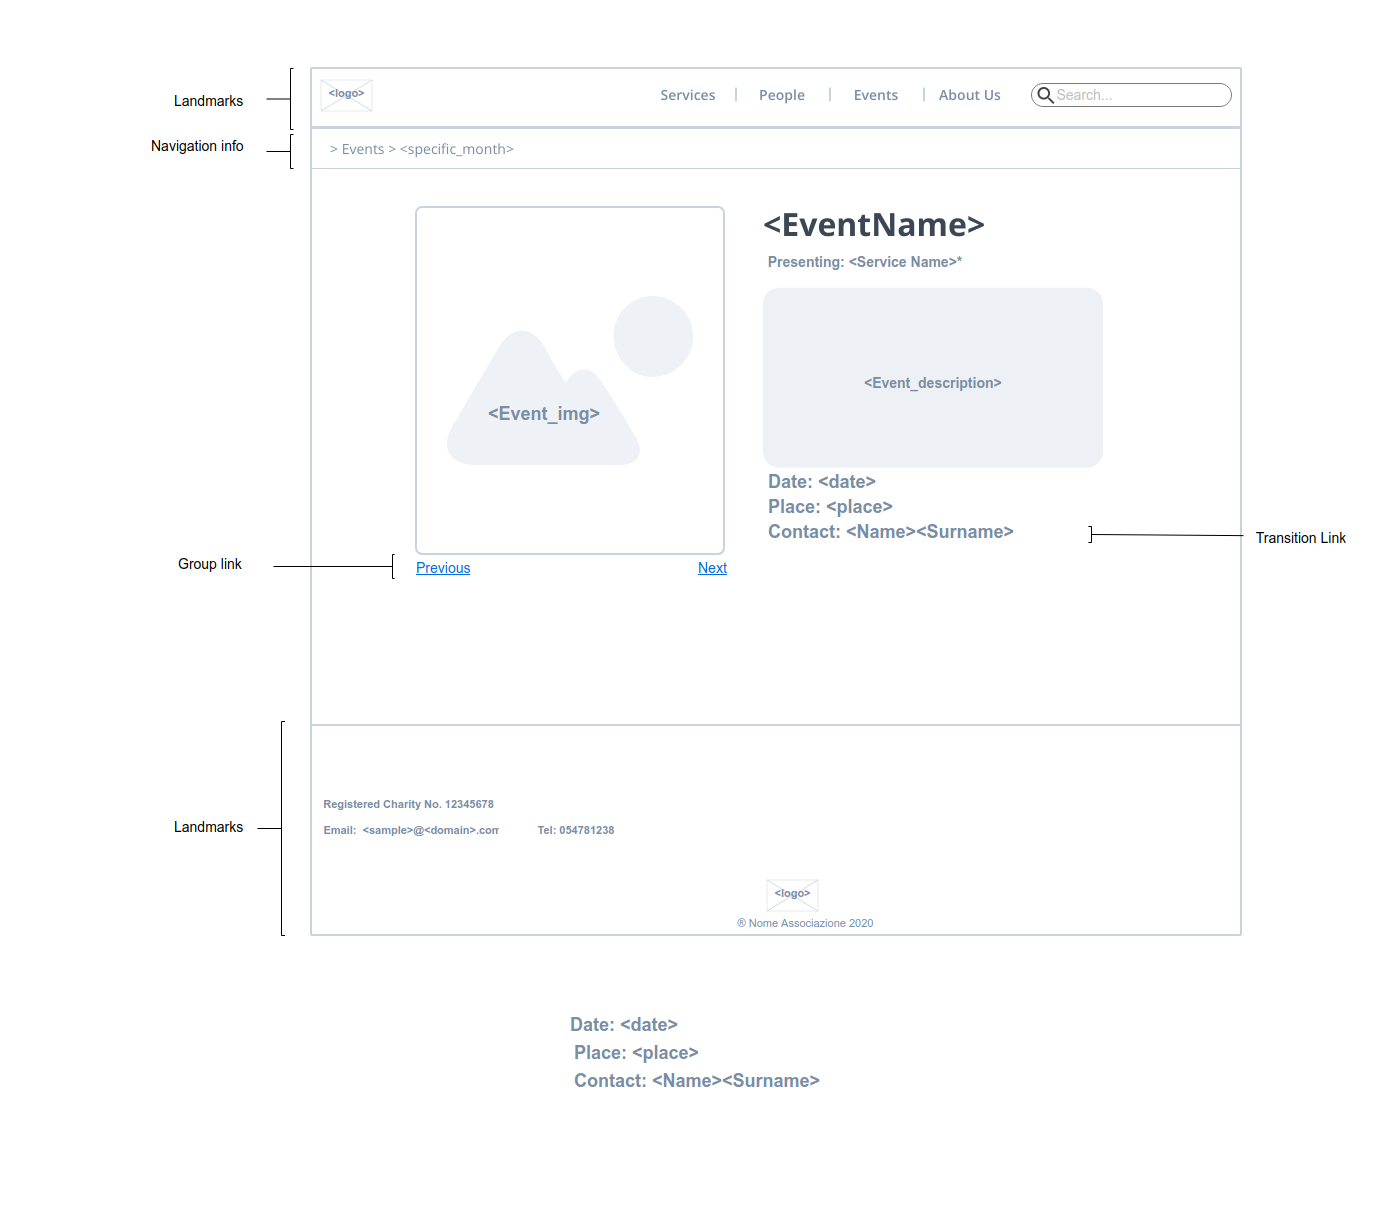 Landmarks
<logo>
Services | People | Events | About Us
Search...
Navigation info
> Events > <specific_month>
<EventName>
Presenting: <Service Name>*
<Event_img>
<Event_description>
Date: <date>
Place: <place>
Contact: <Name><Surname>
Transition Link
Group link
Previous
Next
Landmarks
Registered Charity No. 12345678
Email: <sample>@<domain>.com
Tel: 054781238
<logo>
® Nome Associazione 2020
Date: <date>
Place: <place>
Contact: <Name><Surname>